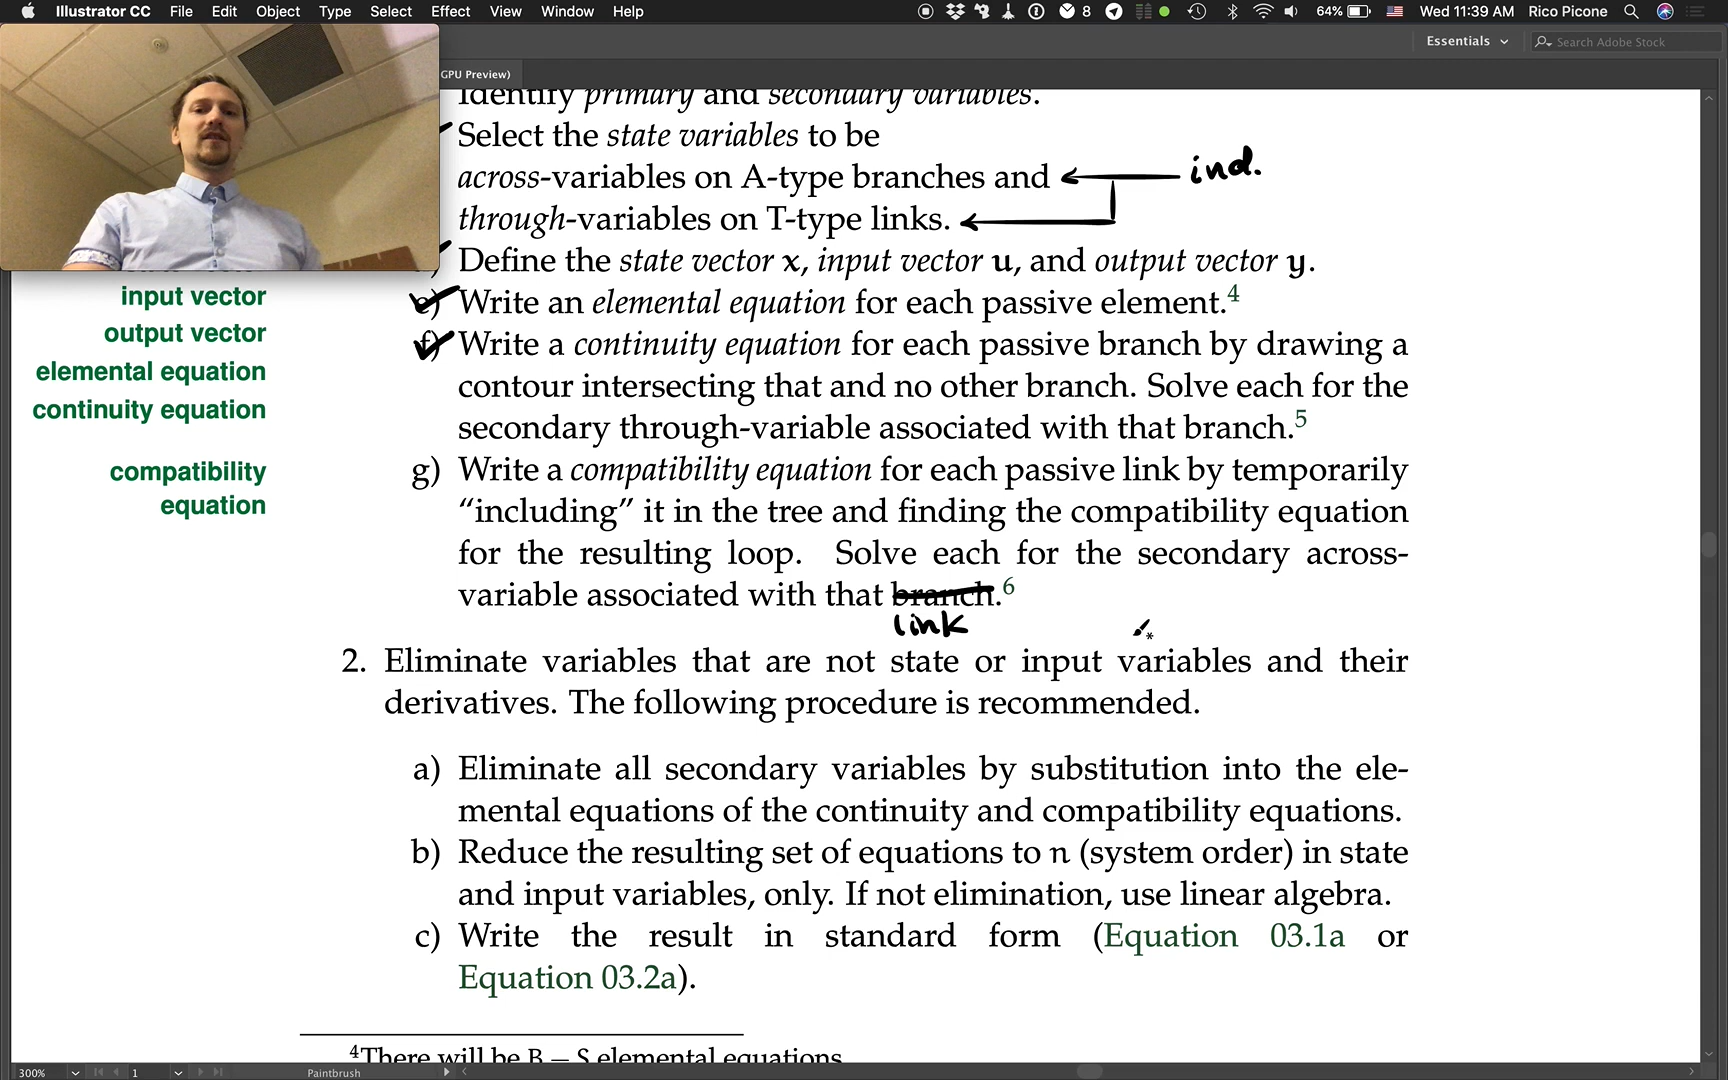 Illustrator CC File Edit Object Type Select Effect View Window Help 8 64% Wed 11:39 AM Rico Picone
Essentials Search Adobe Stock
GPU Preview)
Identify primary and secondary variables.
Select the state variables to be
across-variables on A-type branches and
ind.
through-variables on T-type links.
Define the state vector x, input vector u, and output vector y.
input vector
e) Write an elemental equation for each passive element.4
output vector
f) Write a continuity equation for each passive branch by drawing a
elemental equation
contour intersecting that and no other branch. Solve each for the
continuity equation
secondary through-variable associated with that branch.5
compatibility
equation
g) Write a compatibility equation for each passive link by temporarily
“including” it in the tree and finding the compatibility equation
for the resulting loop. Solve each for the secondary across-
variable associated with that branch.6
link
2. Eliminate variables that are not state or input variables and their
derivatives. The following procedure is recommended.
a) Eliminate all secondary variables by substitution into the ele-
mental equations of the continuity and compatibility equations.
b) Reduce the resulting set of equations to n (system order) in state
and input variables, only. If not elimination, use linear algebra.
c) Write the result in standard form (Equation 03.1a or
Equation 03.2a).
4There will be B − S elemental equations
300% 1 Paintbrush